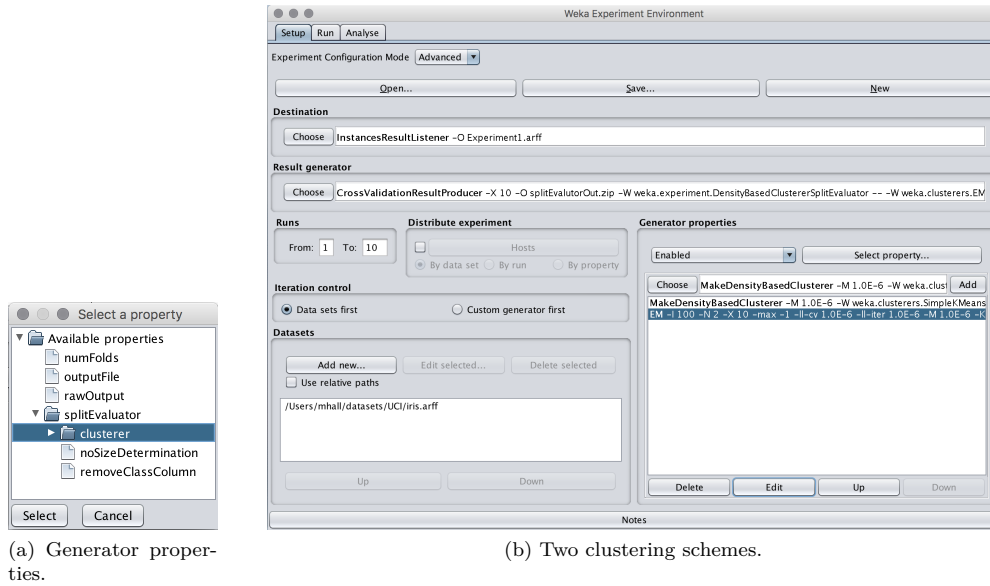 Weka Experiment Environment
Setup Run Analyse
Experiment Configuration Mode Advanced
Open... Save... New
Destination
Choose InstancesResultListener -O Experiment1.arff
Result generator
Choose CrossValidationResultProducer -X 10 -O splitEvalutorOut.zip -W weka.experiment.DensityBasedClustererSplitEvaluator -- -W weka.clusterers.EM
Runs
From: 1 To: 10
Distribute experiment
Hosts
By data set By run By property
Generator properties
Enabled Select property...
Choose MakeDensityBasedClusterer -M 1.0E-6 -W weka.clust Add
MakeDensityBasedClusterer -M 1.0E-6 -W weka.clusterers.SimpleKMeans
EM -I 100 -N 2 -X 10 -max -1 -ll-cv 1.0E-6 -ll-iter 1.0E-6 -M 1.0E-6 -K
Delete Edit Up Down
Iteration control
Data sets first Custom generator first
Datasets
Add new... Edit selected... Delete selected
Use relative paths
/Users/mhall/datasets/UCI/iris.arff
Up Down
Notes
Select a property
Available properties
numFolds
outputFile
rawOutput
splitEvaluator
clusterer
noSizeDetermination
removeClassColumn
Select Cancel
(a) Generator proper-
ties.
(b) Two clustering schemes.